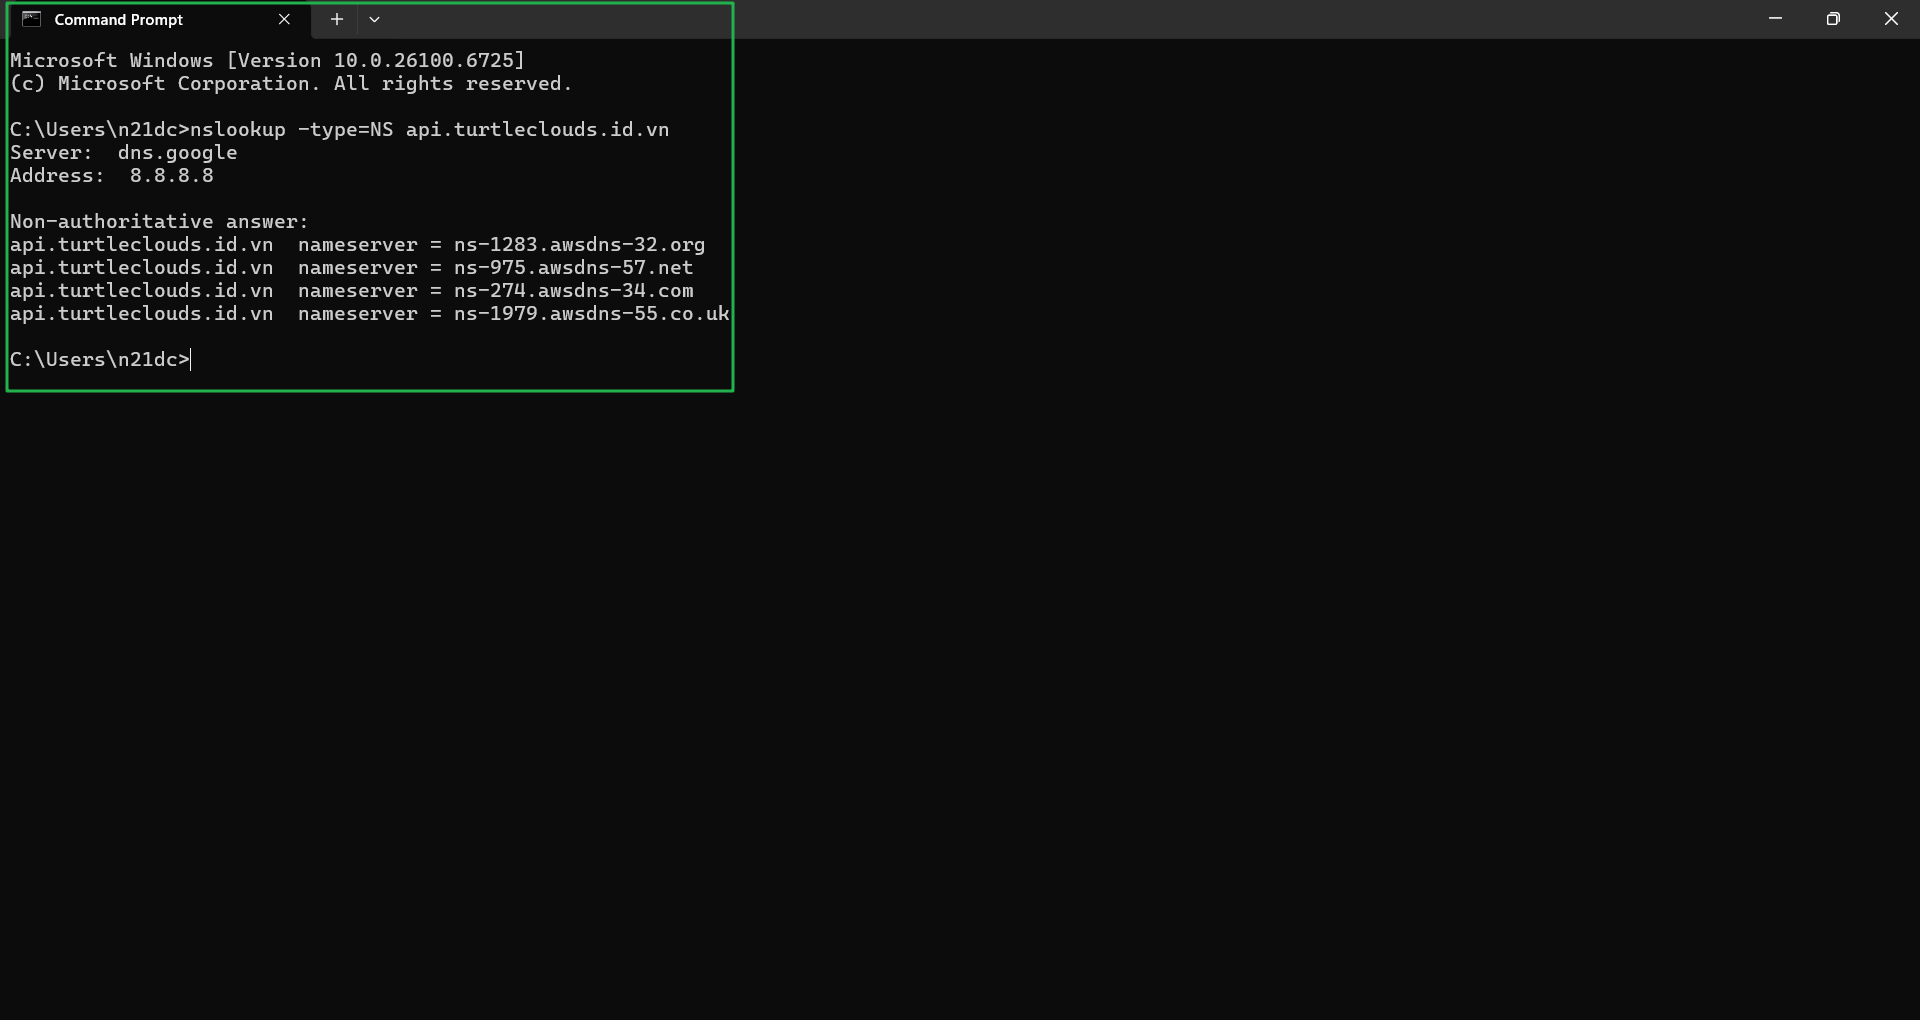 Command Prompt
Microsoft Windows [Version 10.0.26100.6725]
(c) Microsoft Corporation. All rights reserved.
C:\Users\n21dc>nslookup -type=NS api.turtleclouds.id.vn
Server:  dns.google
Address:  8.8.8.8
Non-authoritative answer:
api.turtleclouds.id.vn  nameserver = ns-1283.awsdns-32.org
api.turtleclouds.id.vn  nameserver = ns-975.awsdns-57.net
api.turtleclouds.id.vn  nameserver = ns-274.awsdns-34.com
api.turtleclouds.id.vn  nameserver = ns-1979.awsdns-55.co.uk
C:\Users\n21dc>